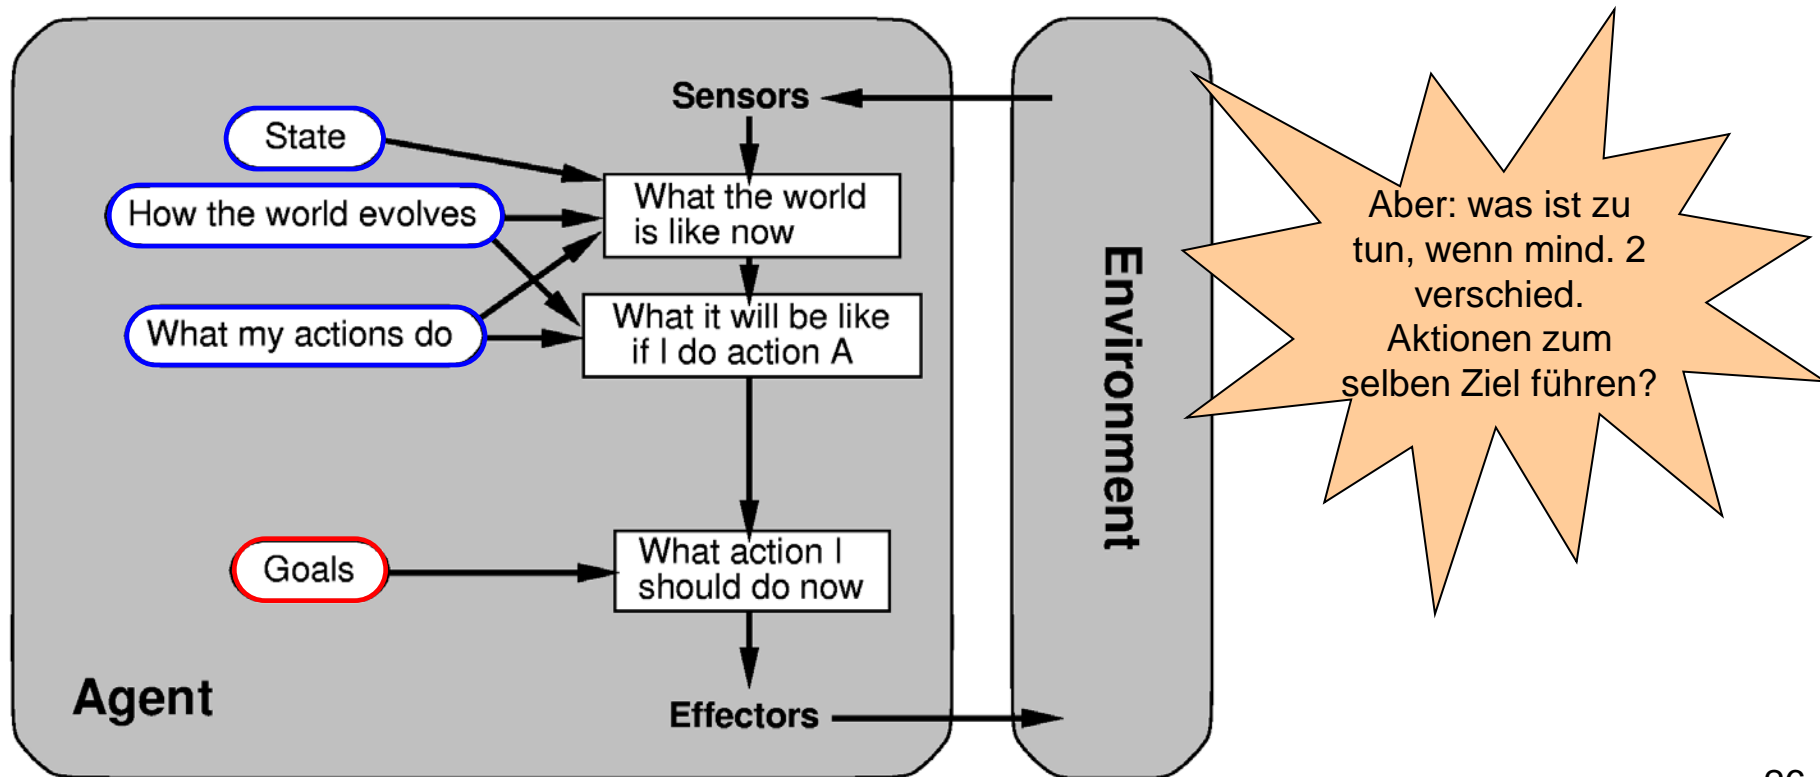 Sensors
State
What the world
is like now
How the world evolves
What my actions do
What it will be like
if I do action A
Goals
What action I
should do now
Agent
Effectors
Environment
Aber: was ist zu
tun, wenn mind. 2
verschied.
Aktionen zum
selben Ziel führen?